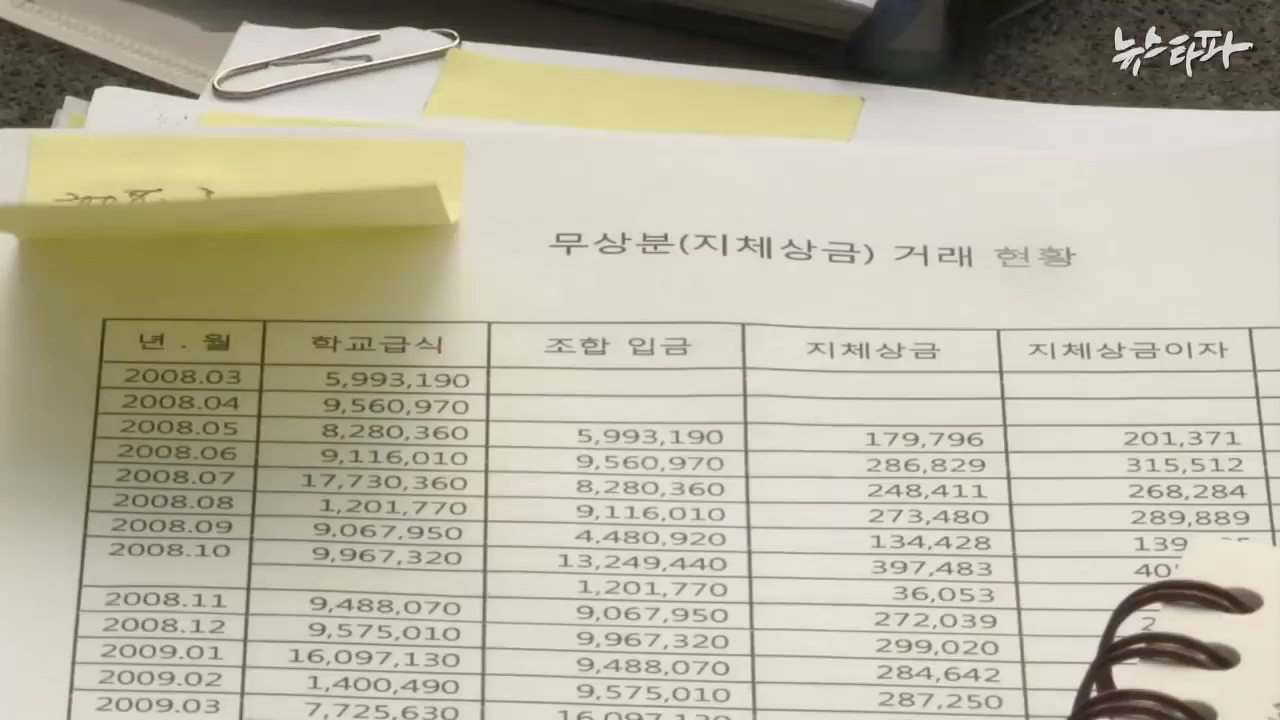 뉴스타파
무상분(지체상금) 거래 현황
년 . 월 학교급식 조합 입금 지체상금 지체상금이자
2008.03 5,993,190
2008.04 9,560,970
2008.05 8,280,360 5,993,190 179,796 201,371
2008.06 9,116,010 9,560,970 286,829 315,512
2008.07 17,730,360 8,280,360 248,411 268,284
2008.08 1,201,770 9,116,010 273,480 289,889
2008.09 9,067,950 4,480,920 134,428
2008.10 9,967,320 13,249,440 397,483
1,201,770 36,053
2008.11 9,488,070 9,067,950 272,039
2008.12 9,575,010 9,967,320 299,020
2009.01 16,097,130 9,488,070 284,642
2009.02 1,400,490 9,575,010 287,250
2009.03 7,725,630 16,097,130